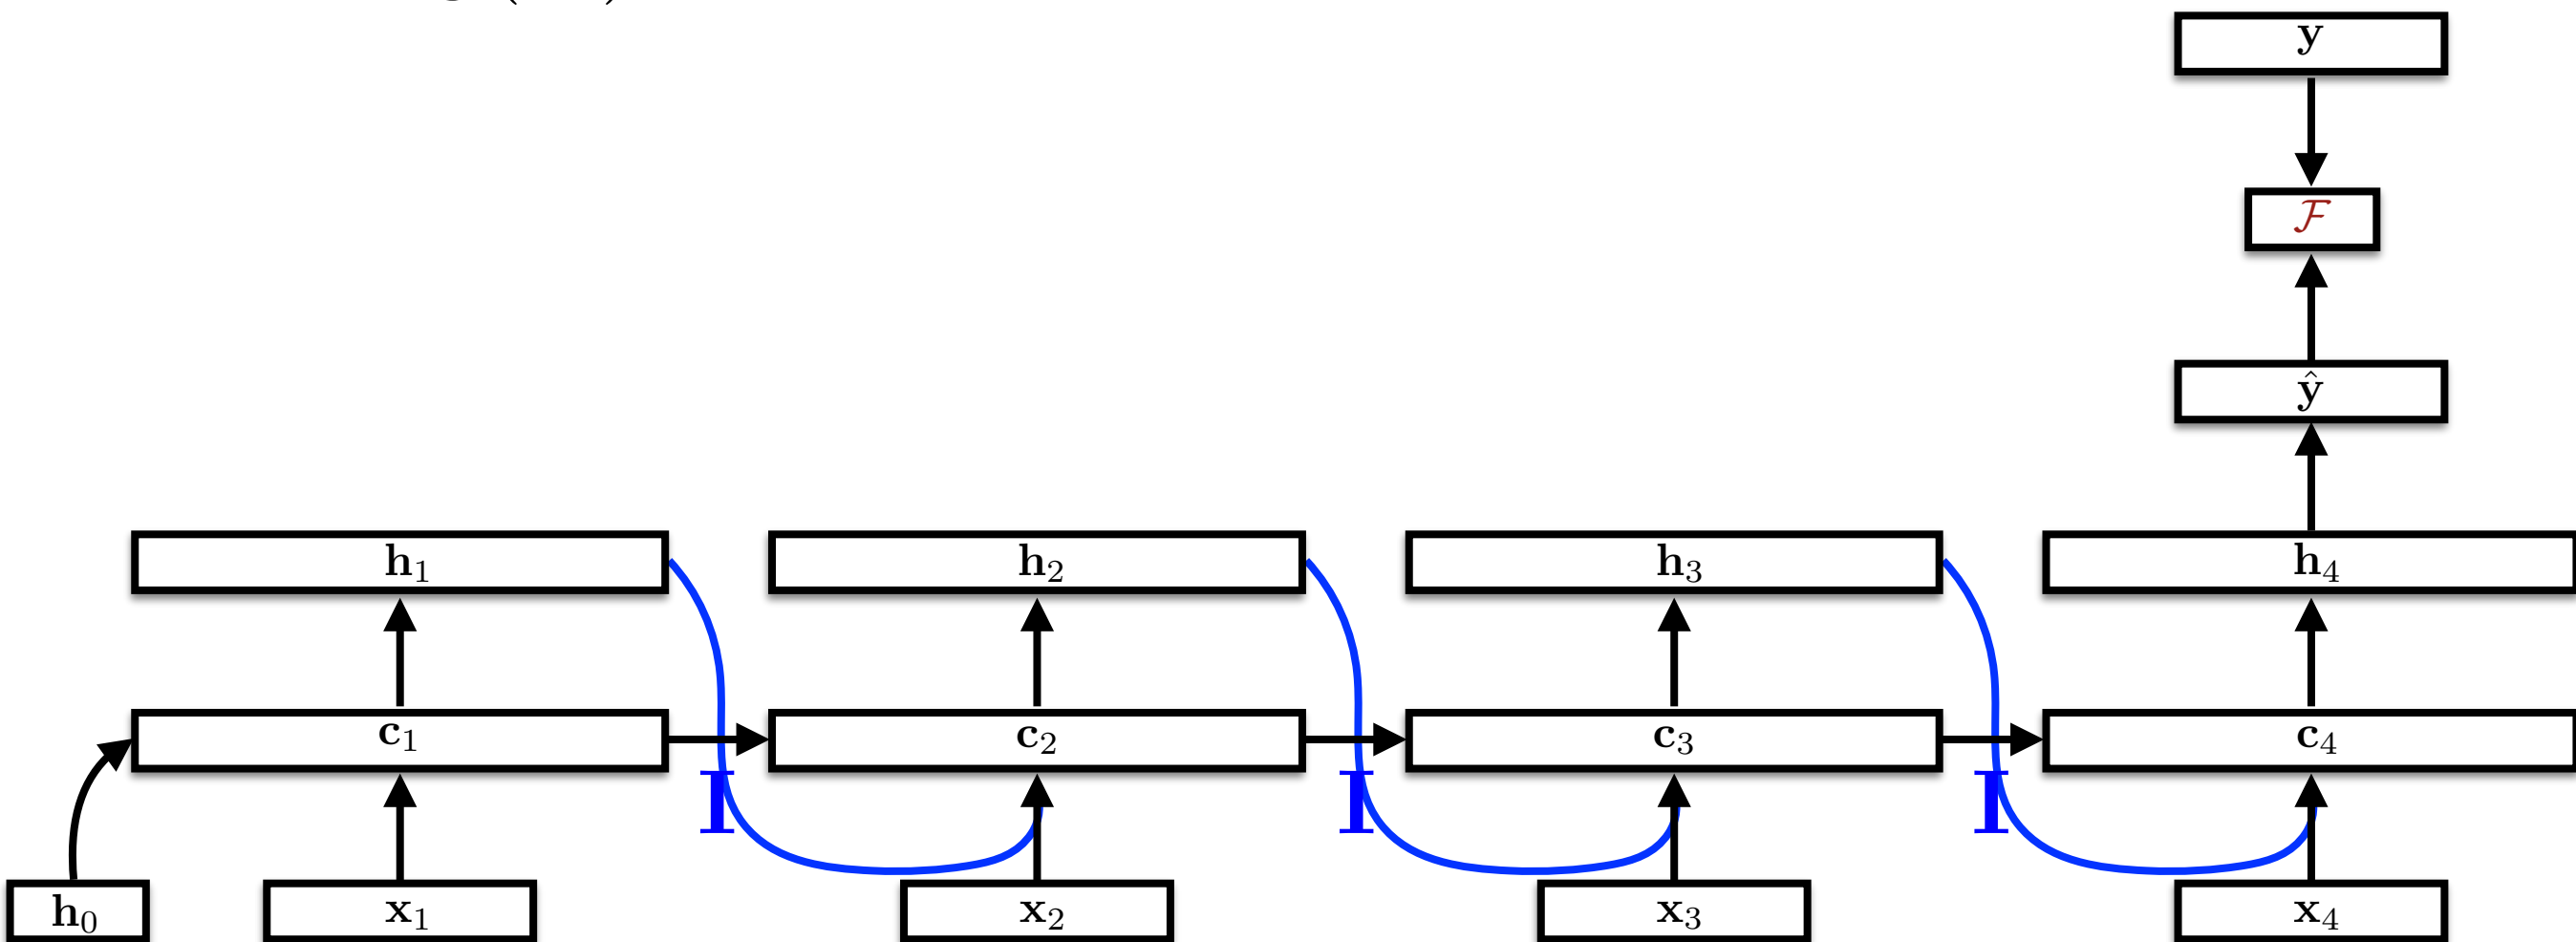 y
ℱ
ŷ
h₁ h₂ h₃ h₄
c₁ c₂ c₃ c₄
I I I
h₀ x₁ x₂ x₃ x₄